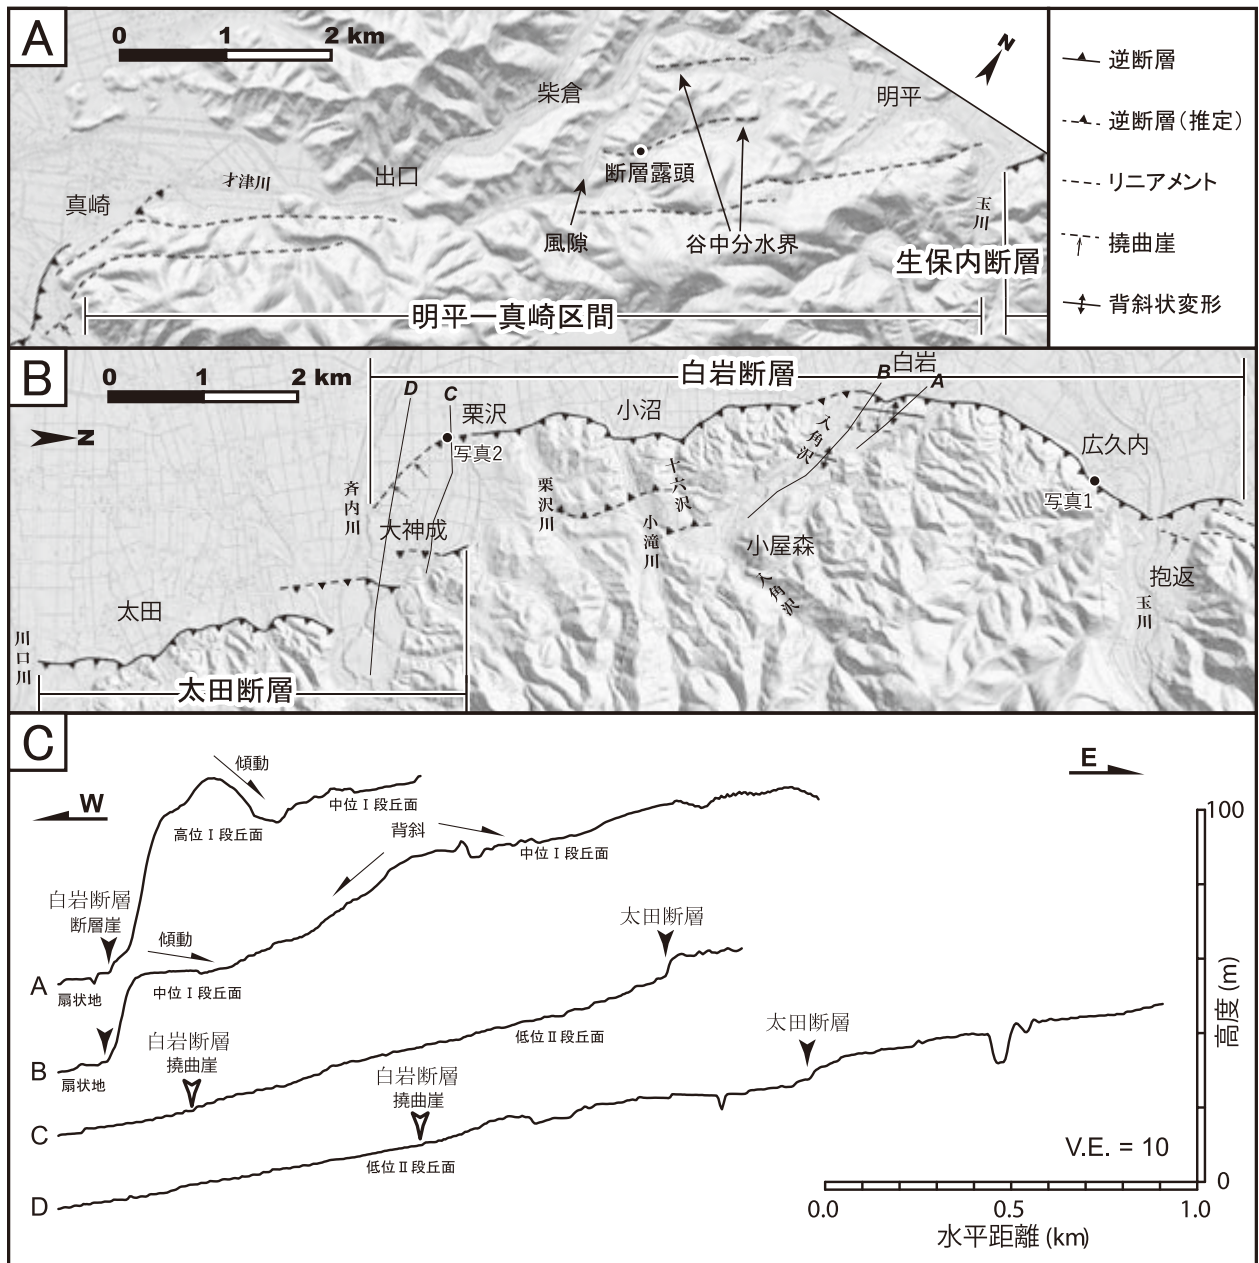 A
0 1 2 km
柴倉
明平
N
出口
断層露頭
真崎
才津川
風隙
谷中分水界
玉川
生保内断層
明平―真崎区間
逆断層
逆断層(推定)
リニアメント
撓曲崖
背斜状変形
B
0 1 2 km
N
白岩断層
D
C
B
A
白岩
栗沢
小沼
写真2
入角沢
広久内
写真1
斉内川
大神成
栗沢川
十六沢
小滝川
小屋森
入角沢
抱返
玉川
太田
川口川
太田断層
C
W
E
傾動
高位Ⅰ段丘面
中位Ⅰ段丘面
背斜
中位Ⅰ段丘面
白岩断層
断層崖
傾動
中位Ⅰ段丘面
A
扇状地
太田断層
B
扇状地
白岩断層
撓曲崖
低位Ⅱ段丘面
太田断層
白岩断層
撓曲崖
C
低位Ⅱ段丘面
D
100
高度 (m)
0
V.E. = 10
0.0 0.5 1.0
水平距離 (km)